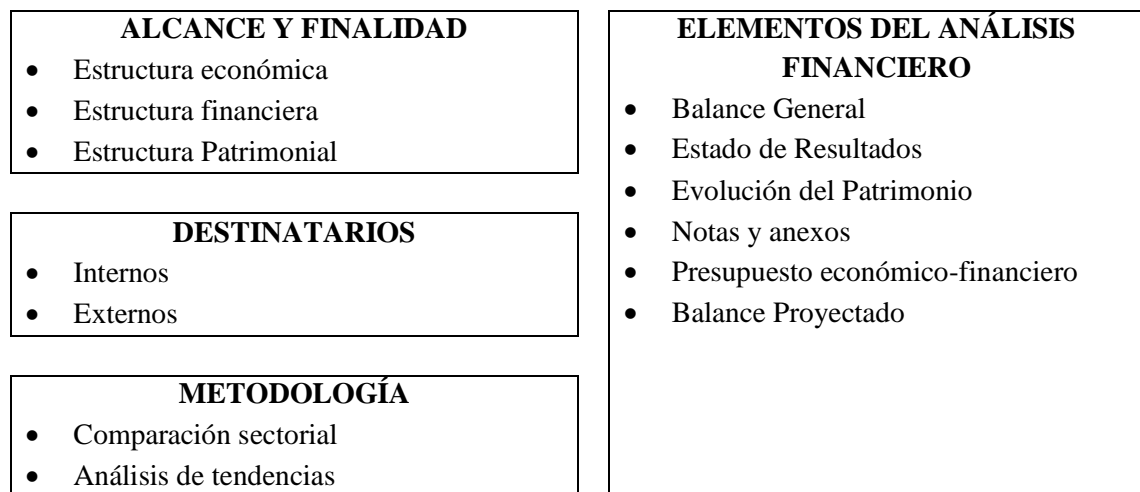 ALCANCE Y FINALIDAD
• Estructura económica
• Estructura financiera
• Estructura Patrimonial
DESTINATARIOS
• Internos
• Externos
METODOLOGÍA
• Comparación sectorial
• Análisis de tendencias
ELEMENTOS DEL ANÁLISIS
FINANCIERO
• Balance General
• Estado de Resultados
• Evolución del Patrimonio
• Notas y anexos
• Presupuesto económico-financiero
• Balance Proyectado